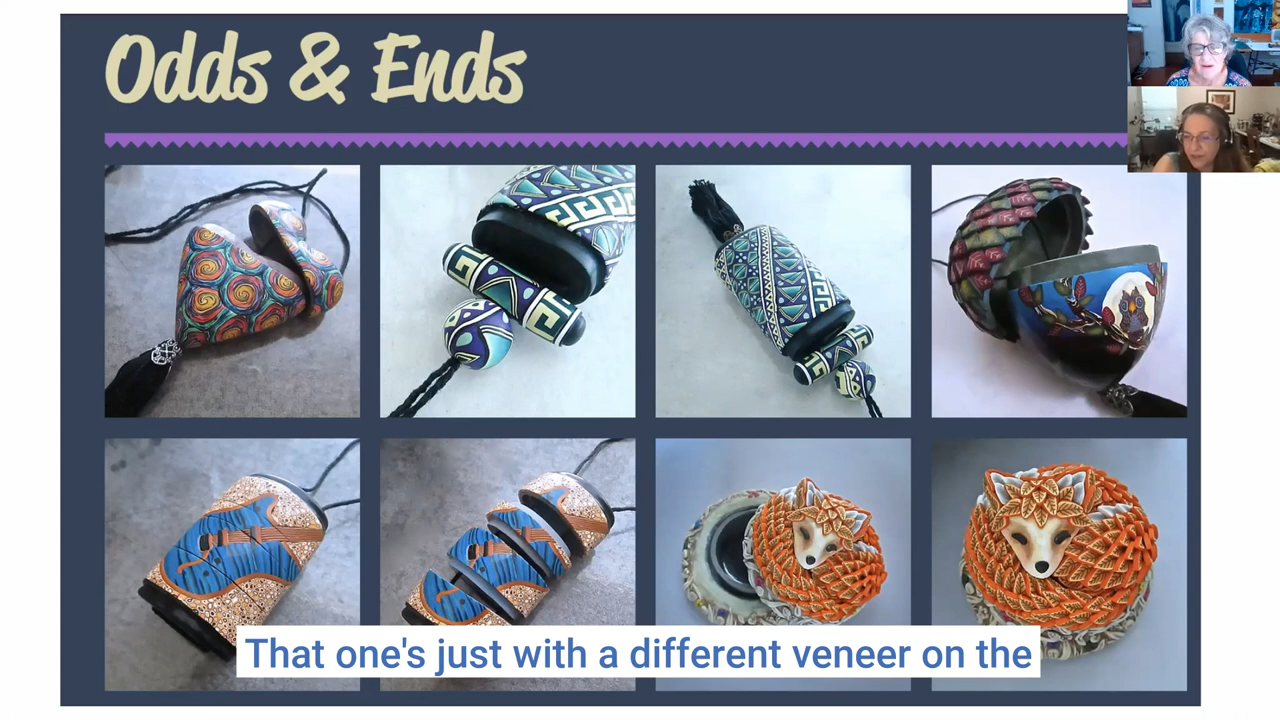 Odds & Ends
That one's just with a different veneer on the